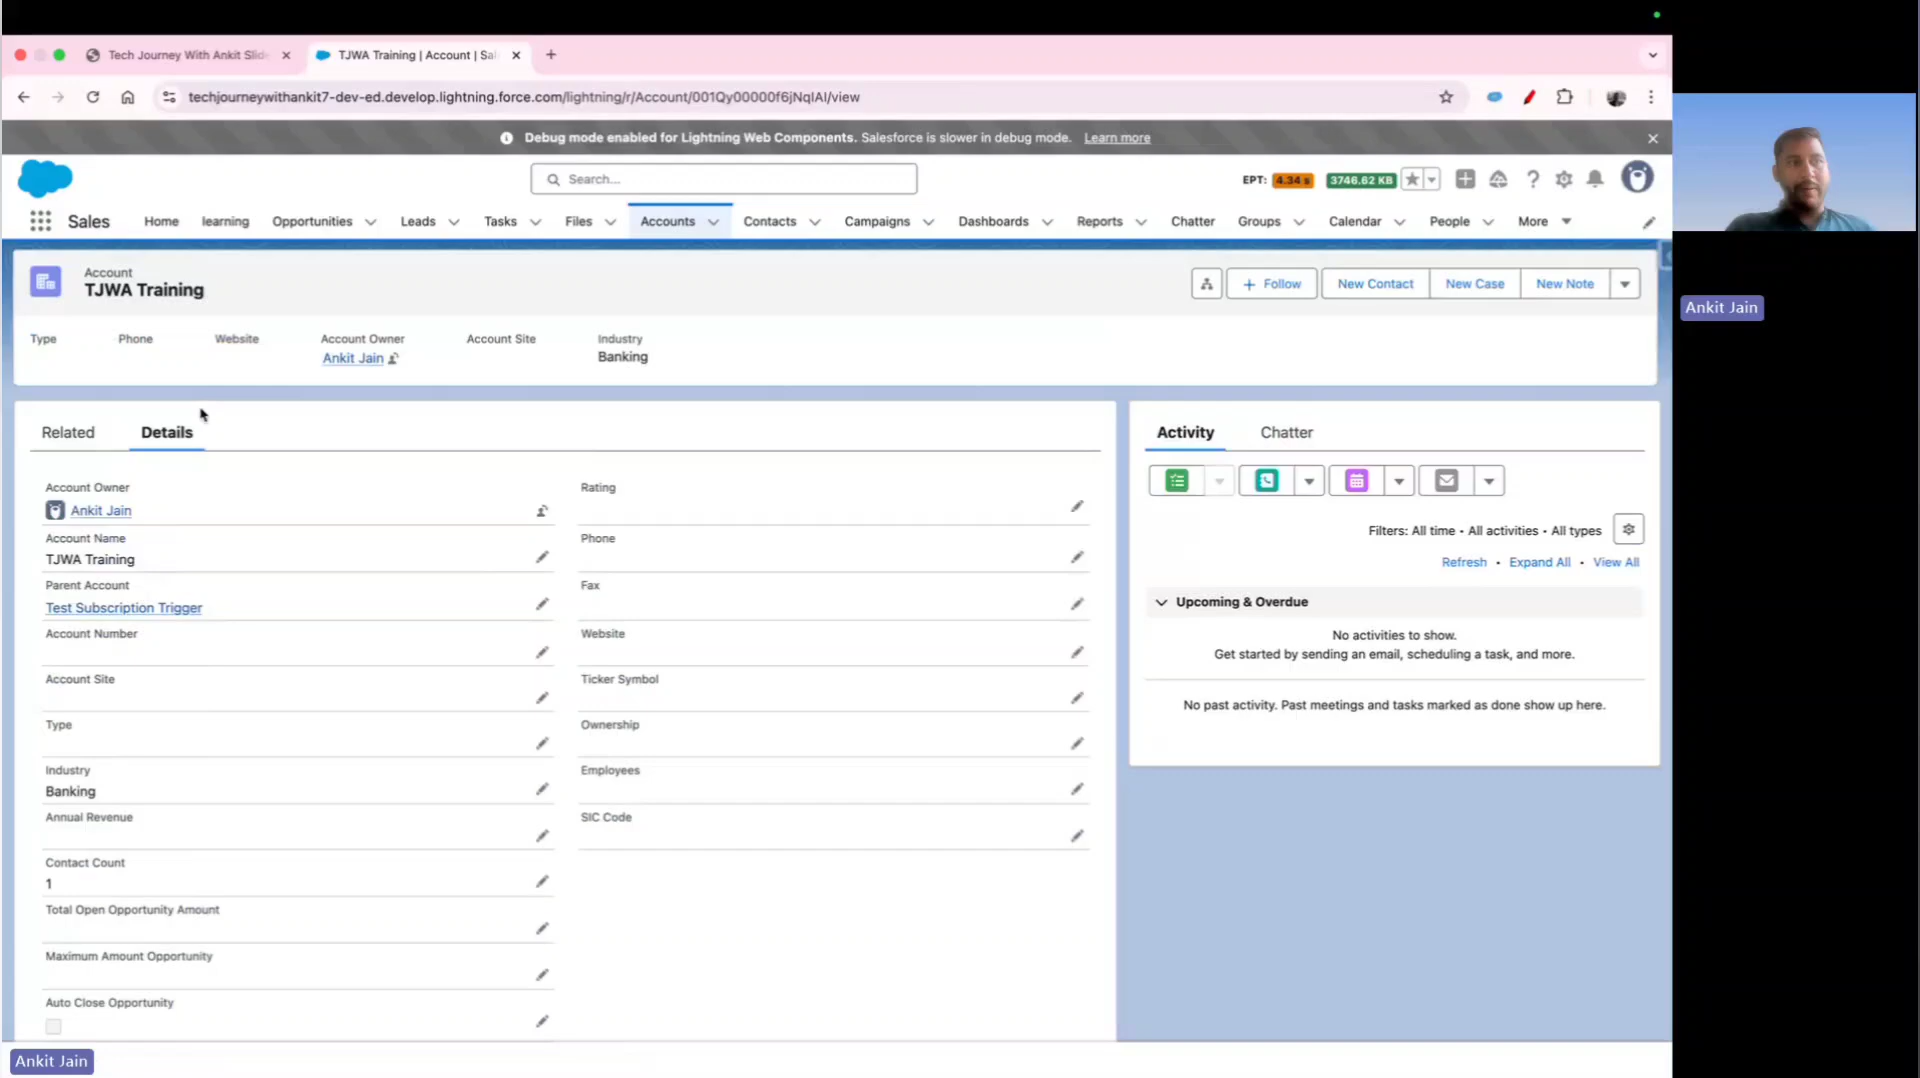 Tech Journey With Ankit Slid
TJWA Training | Account | Sal
techjourneywithankit7-dev-ed.develop.lightning.force.com/lightning/r/Account/001Qy00000f6jNqIAI/view
Debug mode enabled for Lightning Web Components. Salesforce is slower in debug mode. Learn more
Search...
EPT: 4.34 s 3746.62 KB
Sales Home learning Opportunities Leads Tasks Files Accounts Contacts Campaigns Dashboards Reports Chatter Groups Calendar People More
Account
TJWA Training
Follow New Contact New Case New Note
Type Phone Website Account Owner Account Site Industry
Ankit Jain Banking
Ankit Jain
Related Details
Activity Chatter
Account Owner
Ankit Jain
Rating
Account Name
TJWA Training
Phone
Parent Account
Test Subscription Trigger
Fax
Account Number
Website
Account Site
Ticker Symbol
Type
Ownership
Industry
Banking
Employees
Annual Revenue
SIC Code
Contact Count
1
Total Open Opportunity Amount
Maximum Amount Opportunity
Auto Close Opportunity
Filters: All time • All activities • All types
Refresh • Expand All • View All
Upcoming & Overdue
No activities to show.
Get started by sending an email, scheduling a task, and more.
No past activity. Past meetings and tasks marked as done show up here.
Ankit Jain